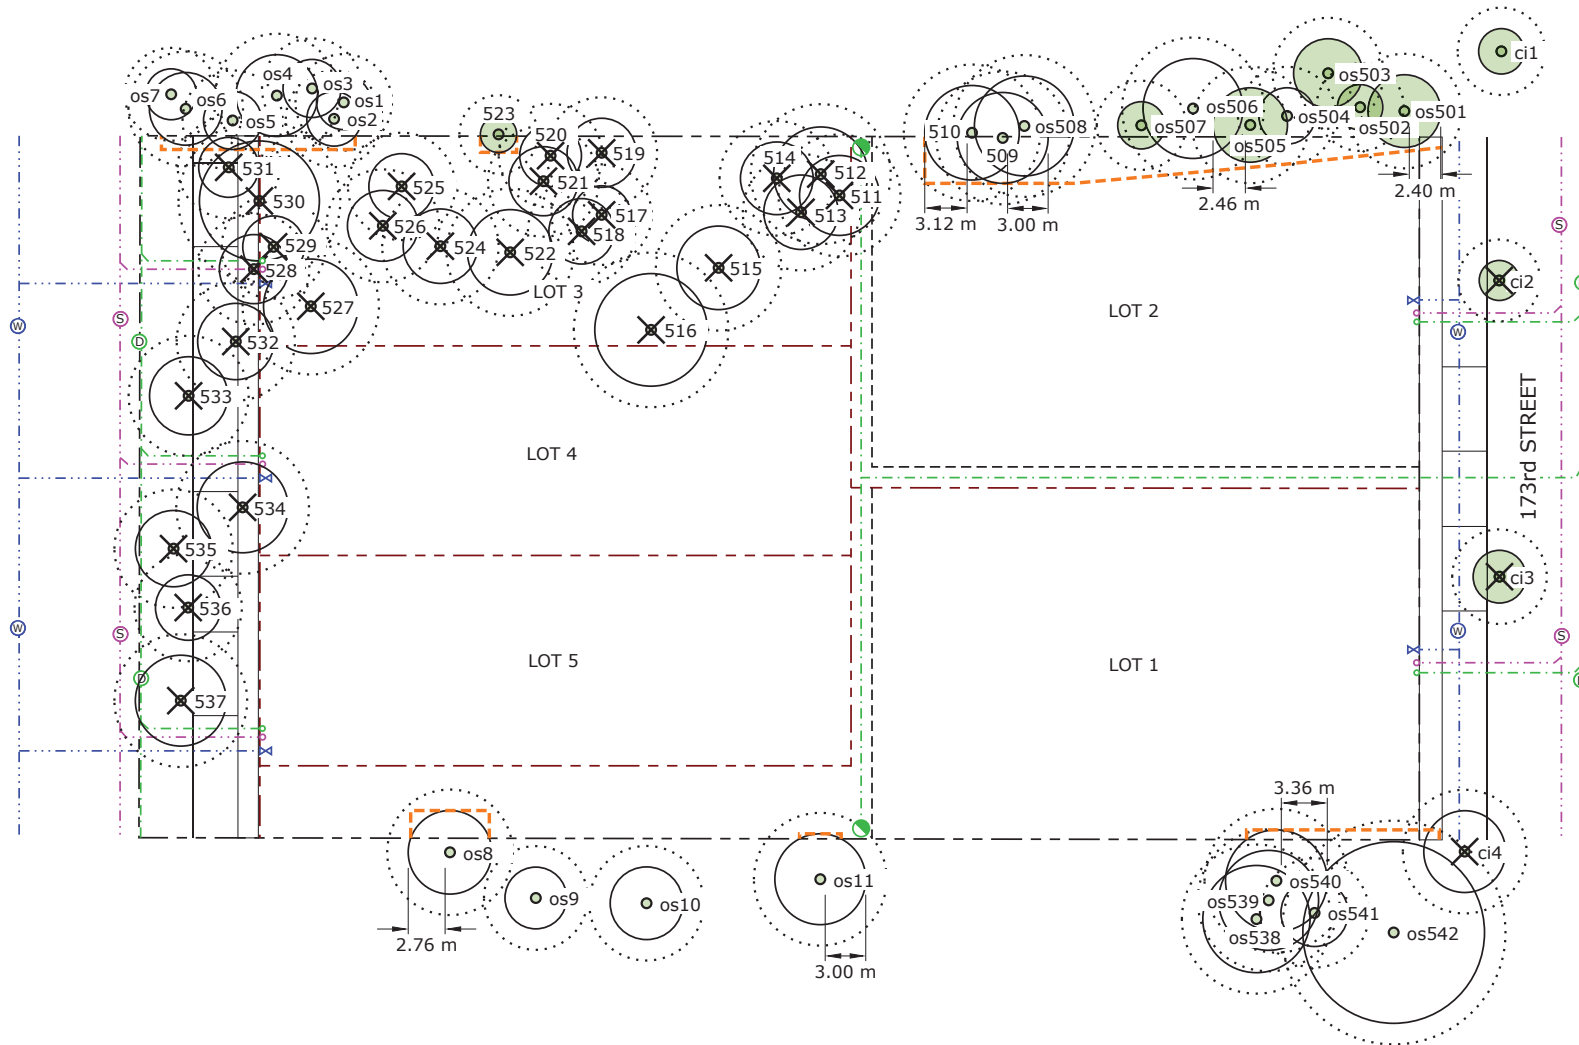 ci1
os503
os4
os3
os7
os6
os1
os506
os501
os5
os2
523
510
os508
os507
os504
os502
520
519
509
os505
531
514
512
525
521
511
2.40 m
530
526
517
513
3.12 m
3.00 m
2.46 m
518
529
524
522
528
515
ci2
LOT 3
527
LOT 2
W
S
D
S
W
532
516
533
173rd STREET
LOT 4
534
535
ci3
536
W
S
W
S
LOT 5
LOT 1
D
537
3.36 m
os8
ci4
os11
os540
os9
os10
os539
os541
os538
os542
2.76 m
3.00 m